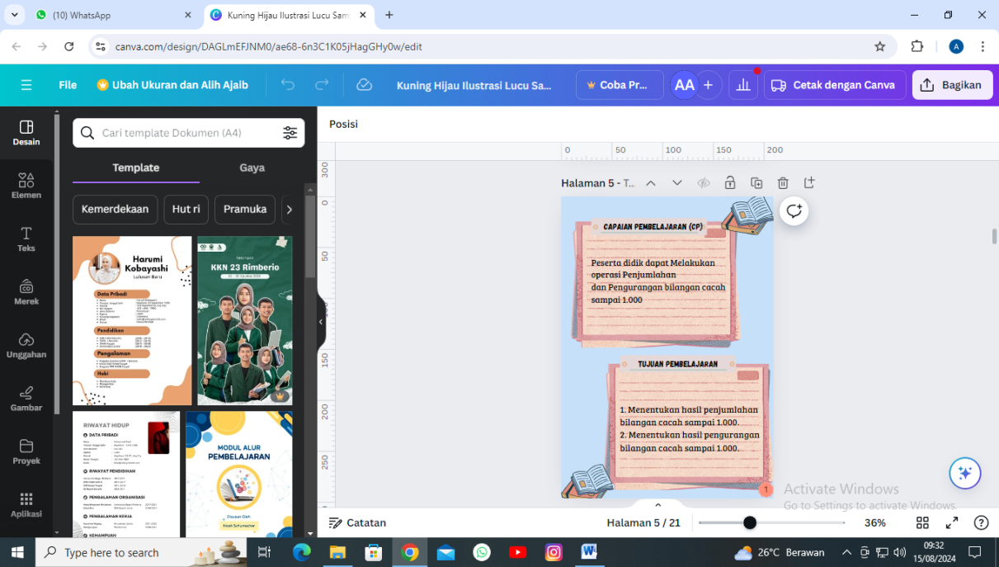 (10) WhatsApp
Kuning Hijau Ilustrasi Lucu Sam
canva.com/design/DAGLmEFJNM0/ae68-6n3C1K05jHagGHy0w/edit
A
File
Ubah Ukuran dan Alih Ajaib
Kuning Hijau Ilustrasi Lucu Sa...
Coba Pr...
AA
Cetak dengan Canva
Bagikan
Desain
Elemen
Teks
Merek
Unggahan
Gambar
Proyek
Aplikasi
Cari template Dokumen (A4)
Template
Gaya
Kemerdekaan
Hut ri
Pramuka
Harumi
Kobayashi
Lulusan Baru
Data Pribadi
Pendidikan
Pengalaman
Hobi
KKN 23 Rimberio
RIWAYAT HIDUP
DATA PRIBADI
RIWAYAT PENDIDIKAN
PENGALAMAN ORGANISASI
PENGALAMAN KERJA
KEMAMPUAN
MODUL ALUR
PEMBELAJARAN
Disusun Oleh:
Noah Schumacher
Posisi
0 50 100 150 200
300
0
50
150
200
250
Halaman 5 - T...
CAPAIAN PEMBELAJARAN (CP)
Peserta didik dapat Melakukan
operasi Penjumlahan
dan Pengurangan bilangan cacah
sampai 1.000
TUJUAN PEMBELAJARAN
1. Menentukan hasil penjumlahan
bilangan cacah sampai 1.000.
2. Menentukan hasil pengurangan
bilangan cacah sampai 1.000.
1
Activate Windows
Go to Settings to activate Windows.
Catatan
Halaman 5 / 21
36%
Type here to search
26°C Berawan
09:32
15/08/2024